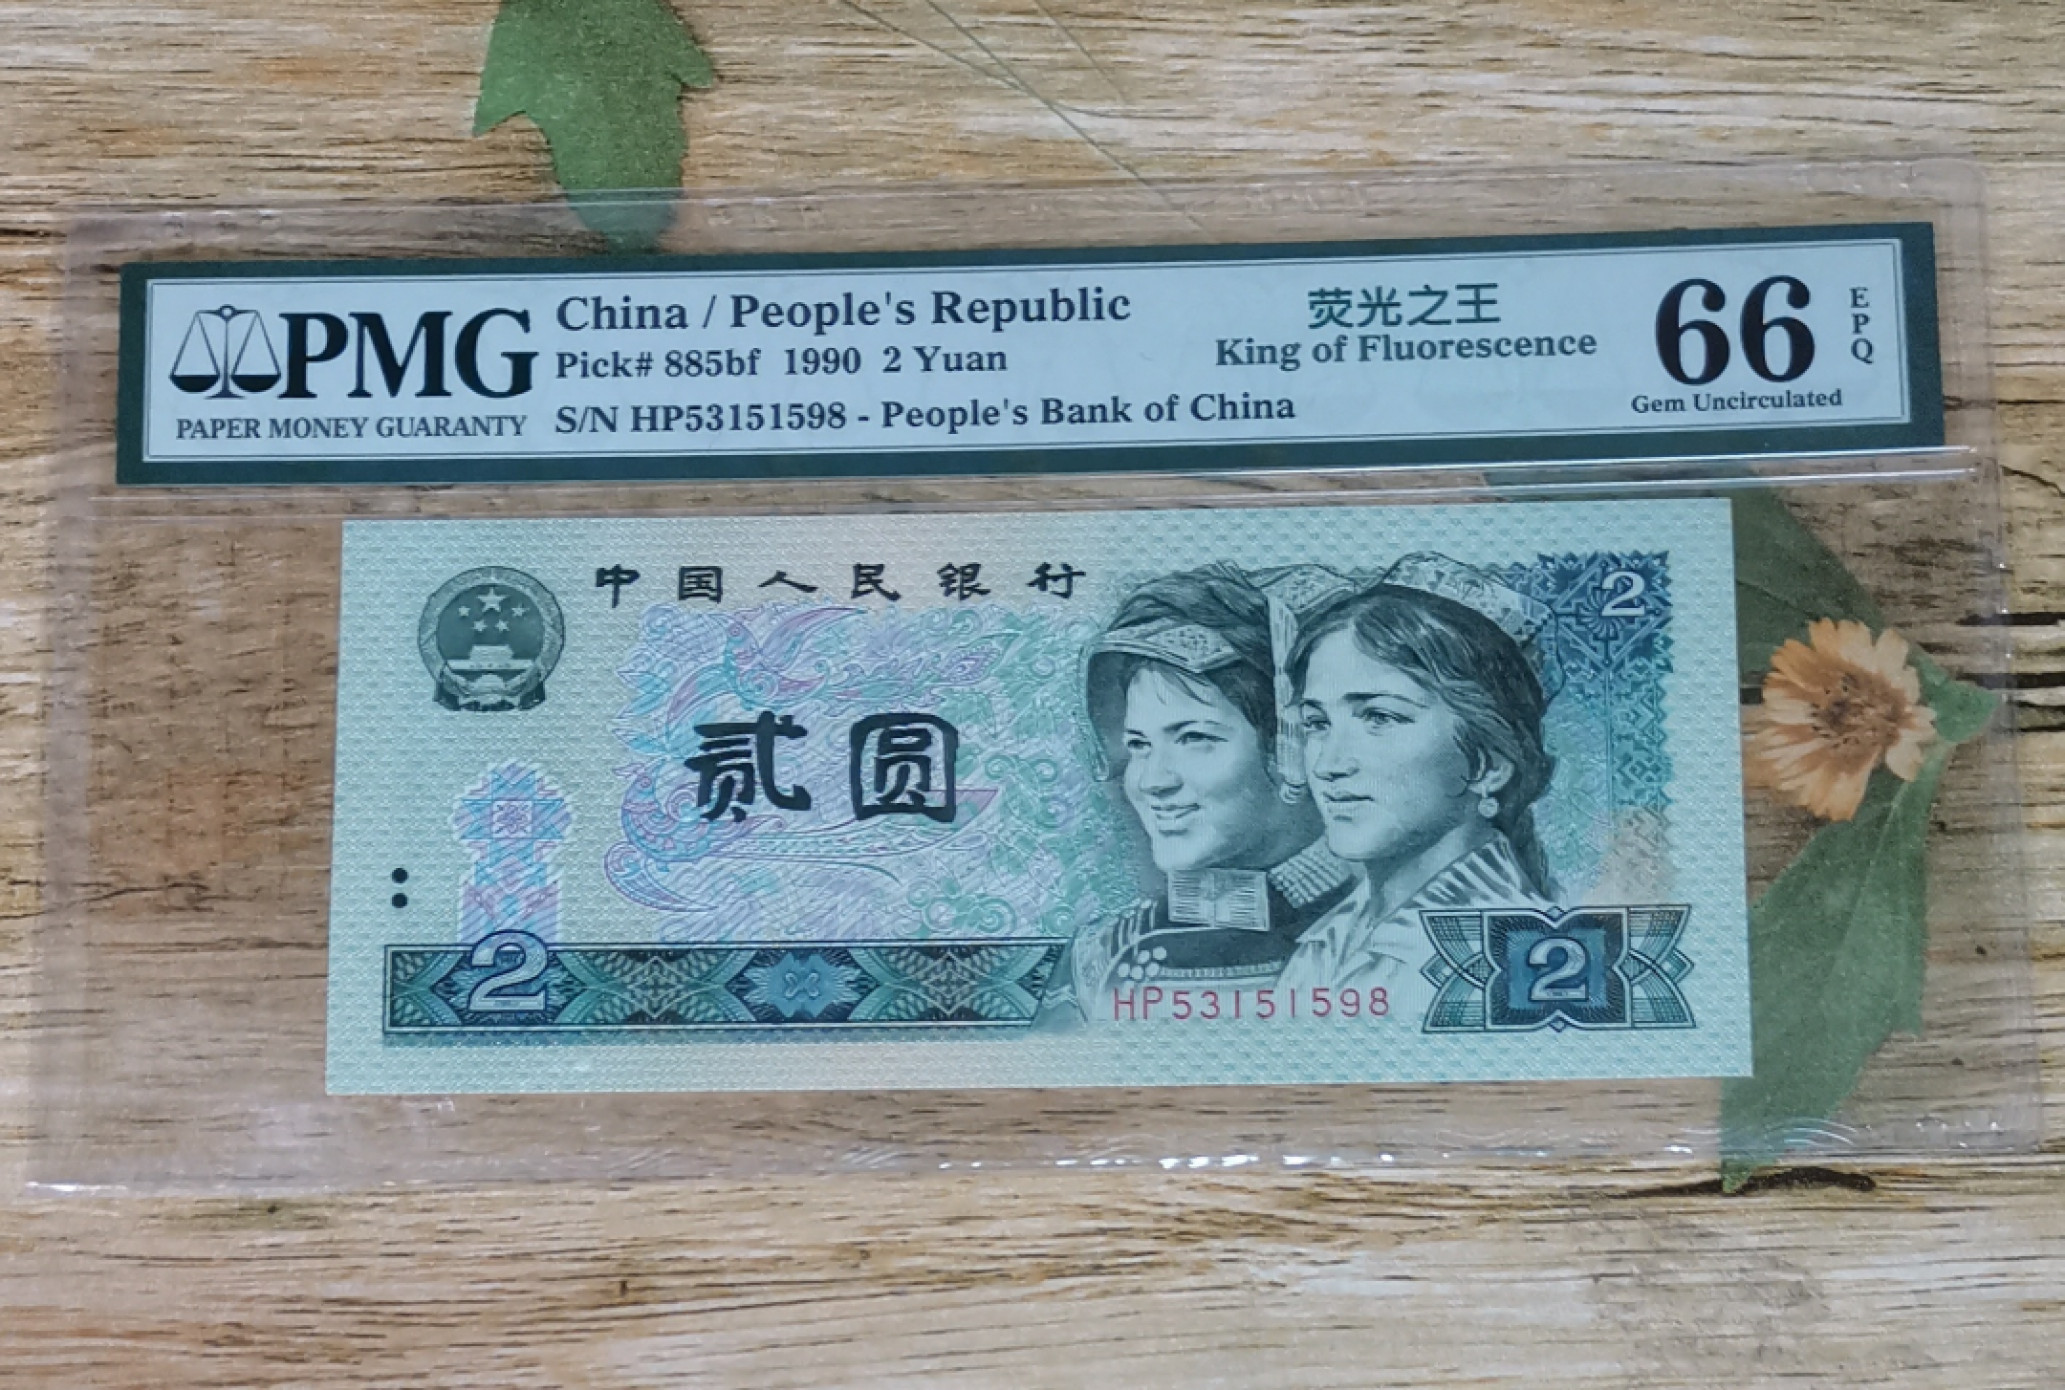 PMG
PAPER MONEY GUARANTY
China / People's Republic
Pick# 885bf 1990 2 Yuan
S/N HP53151598 - People's Bank of China
荧光之王
King of Fluorescence
66
EPQ
Gem Uncirculated
中国人民银行
2
贰圆
2
HP53151598
2